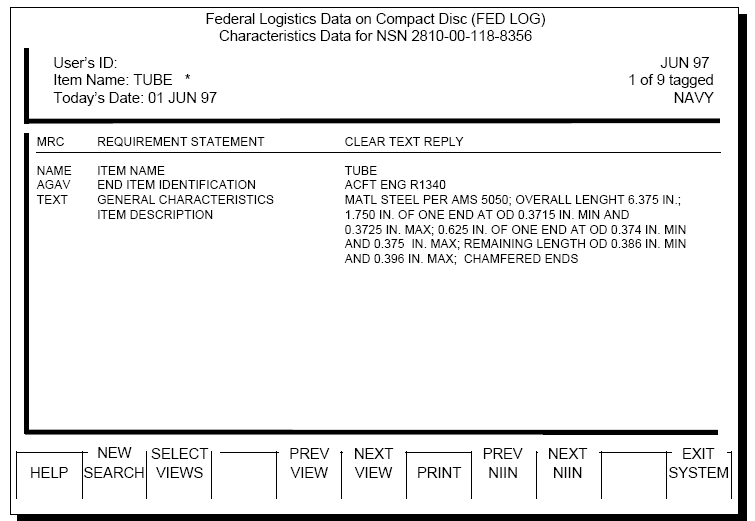 Federal Logistics Data on Compact Disc (FED LOG)
Characteristics Data for NSN 2810-00-118-8356
User's ID: JUN 97
Item Name: TUBE * 1 of 9 tagged
Today's Date: 01 JUN 97 NAVY
MRC REQUIREMENT STATEMENT CLEAR TEXT REPLY
NAME ITEM NAME TUBE
AGAV END ITEM IDENTIFICATION ACFT ENG R1340
TEXT GENERAL CHARACTERISTICS MATL STEEL PER AMS 5050; OVERALL LENGHT 6.375 IN.;
ITEM DESCRIPTION 1.750 IN. OF ONE END AT OD 0.3715 IN. MIN AND
0.3725 IN. MAX; 0.625 IN. OF ONE END AT OD 0.374 IN. MIN
AND 0.375 IN. MAX; REMAINING LENGTH OD 0.386 IN. MIN
AND 0.396 IN. MAX; CHAMFERED ENDS
NEW SELECT PREV NEXT PREV NEXT EXIT
HELP SEARCH VIEWS VIEW VIEW PRINT NIIN NIIN SYSTEM